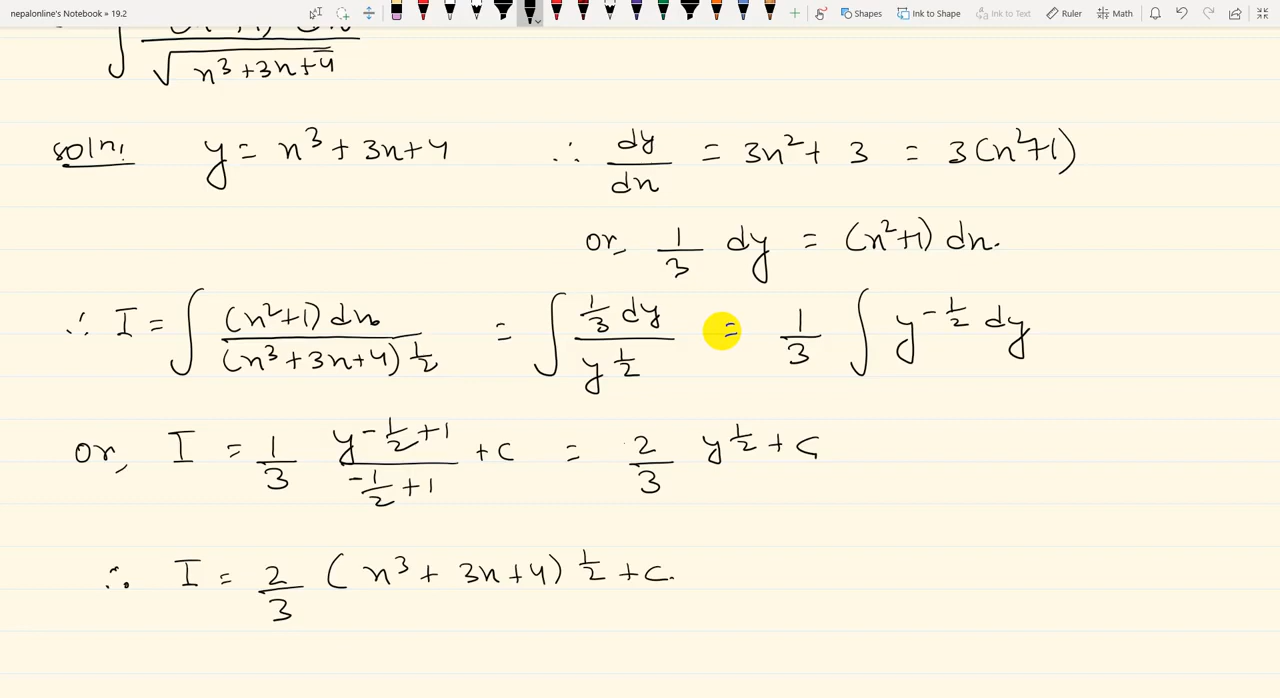 nepalonline's Notebook » 19.2
Shapes Ink to Shape Ink to Text Ruler Math
∫ / √(x³+3x+4)
soln: y = x³ + 3x + 4 ∴ dy/dx = 3x² + 3 = 3(x²+1)
or, 1/3 dy = (x²+1) dx.
∴ I = ∫ (x²+1) dx / (x³+3x+4)^½ = ∫ ⅓ dy / y^½ = 1/3 ∫ y^-½ dy
or, I = 1/3 y^(-½+1) / (-½+1) + c = 2/3 y^½ + c
∴ I = 2/3 (x³ + 3x + 4)^½ + c.